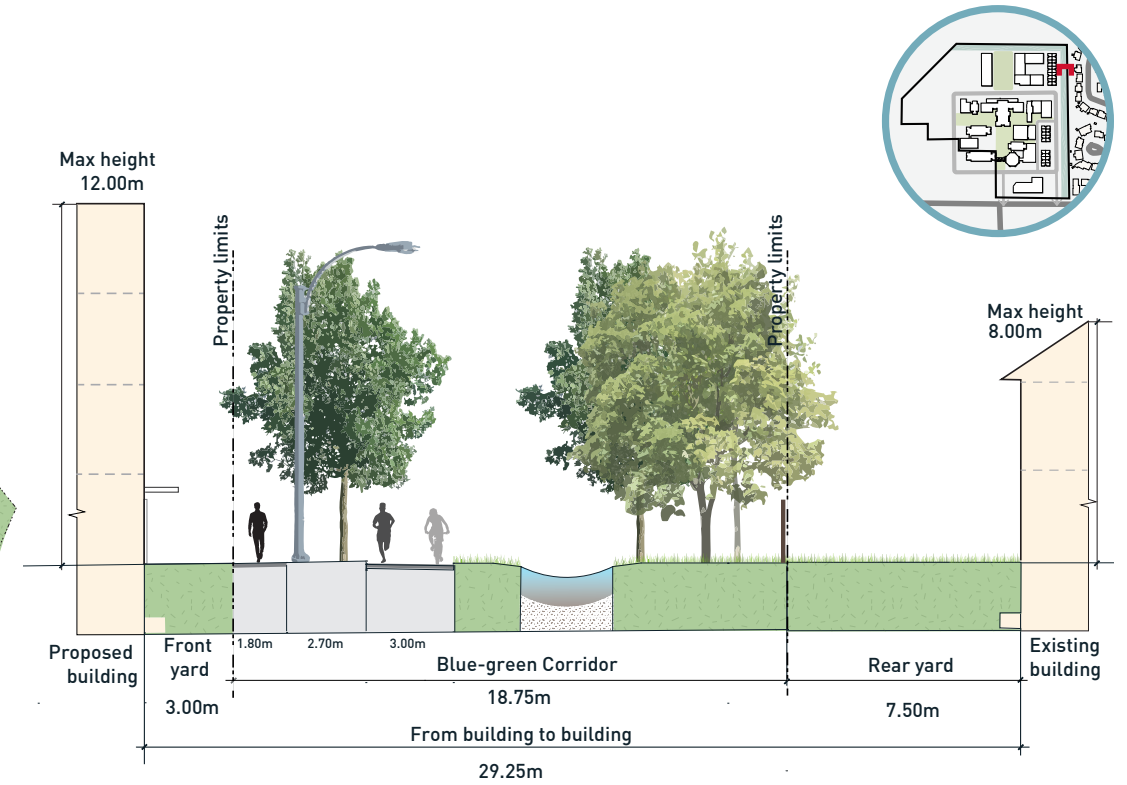 Max height
12.00m
Property limits
Property limits
Max height
8.00m
1.80m
2.70m
3.00m
Proposed
building
Front
yard
3.00m
Blue-green Corridor
18.75m
Rear yard
7.50m
Existing
building
From building to building
29.25m